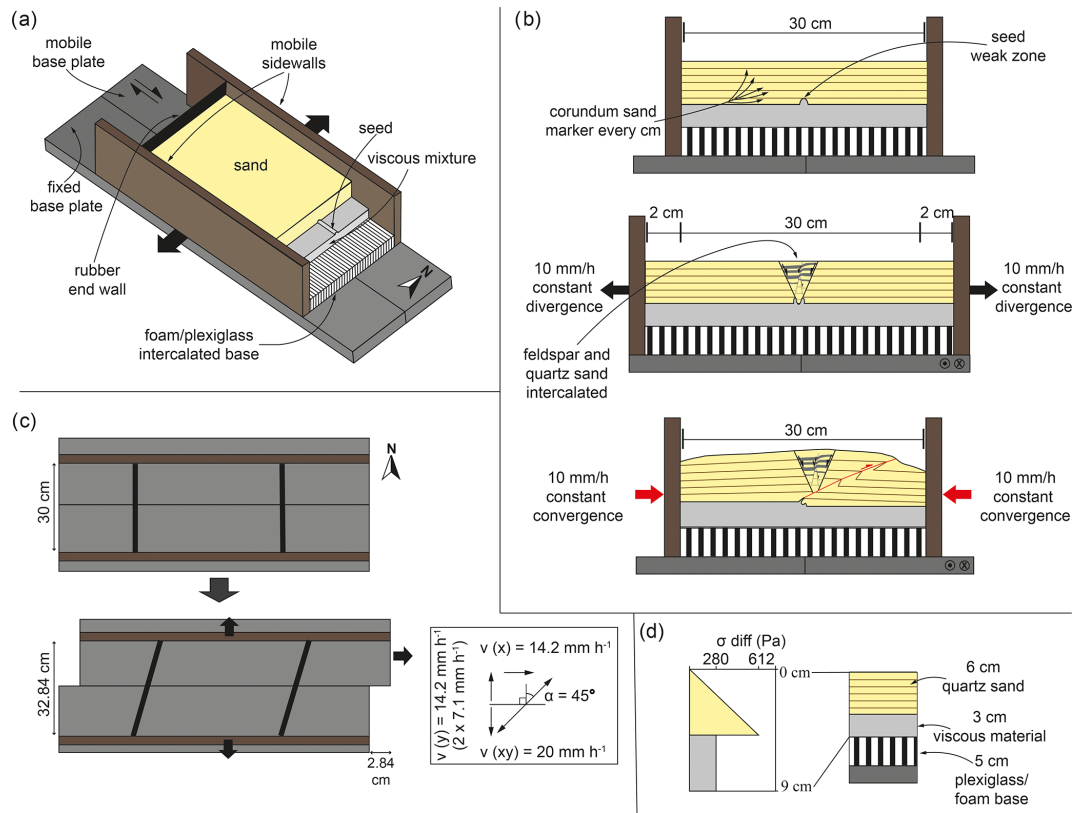 (a)
mobile
base plate
mobile
sidewalls
seed
viscous mixture
sand
fixed
base plate
rubber
end wall
foam/plexiglass
intercalated base
N
(b)
30 cm
seed
weak zone
corundum sand
marker every cm
2 cm
30 cm
2 cm
10 mm/h
constant
divergence
10 mm/h
constant
divergence
feldspar and
quartz sand
intercalated
30 cm
10 mm/h
constant
convergence
10 mm/h
constant
convergence
(c)
N
30 cm
32.84 cm
2.84
cm
v (y) = 14.2 mm h-1
(2 x 7.1 mm h-1)
v (x) = 14.2 mm h-1
α = 45°
v (xy) = 20 mm h-1
(d)
σ diff (Pa)
280 612
0 cm
9 cm
6 cm
quartz sand
3 cm
viscous material
5 cm
plexiglass/
foam base